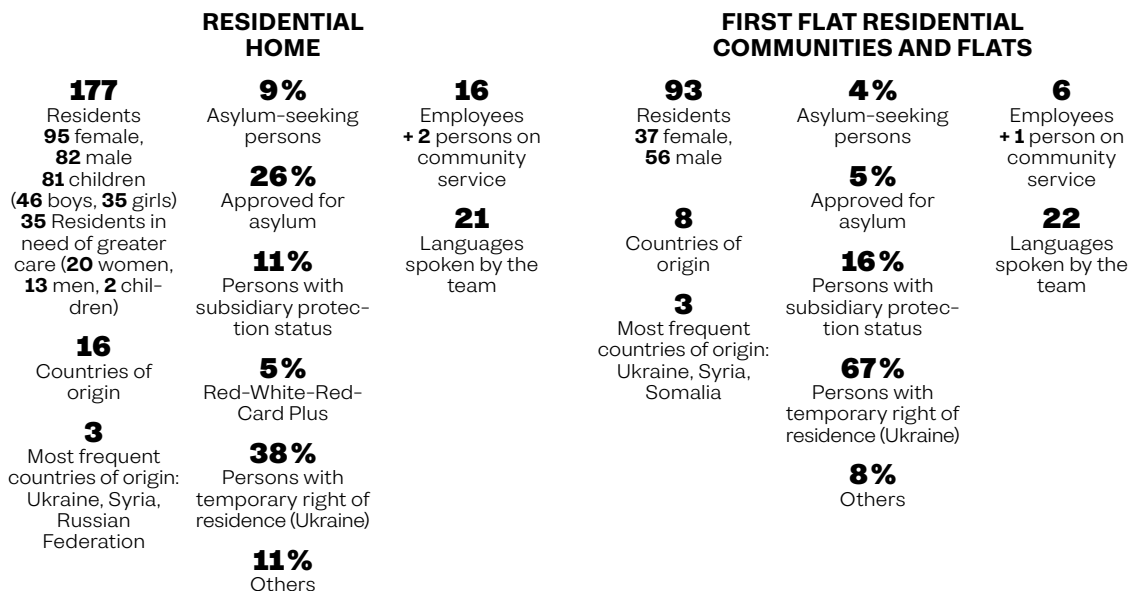 RESIDENTIAL
HOME
177
Residents
95 female,
82 male
81 children
(46 boys, 35 girls)
35 Residents in
need of greater
care (20 women,
13 men, 2 chil-
dren)
16
Countries of
origin
3
Most frequent
countries of origin:
Ukraine, Syria,
Russian
Federation
9%
Asylum-seeking
persons
26%
Approved for
asylum
11%
Persons with
subsidiary protec-
tion status
5%
Red-White-Red-
Card Plus
38%
Persons with
temporary right of
residence (Ukraine)
11%
Others
16
Employees
+ 2 persons on
community
service
21
Languages
spoken by the
team
FIRST FLAT RESIDENTIAL
COMMUNITIES AND FLATS
93
Residents
37 female,
56 male
8
Countries of
origin
3
Most frequent
countries of origin:
Ukraine, Syria,
Somalia
4%
Asylum-seeking
persons
5%
Approved for
asylum
16%
Persons with
subsidiary protec-
tion status
67%
Persons with
temporary right of
residence (Ukraine)
8%
Others
6
Employees
+ 1 person on
community
service
22
Languages
spoken by the
team